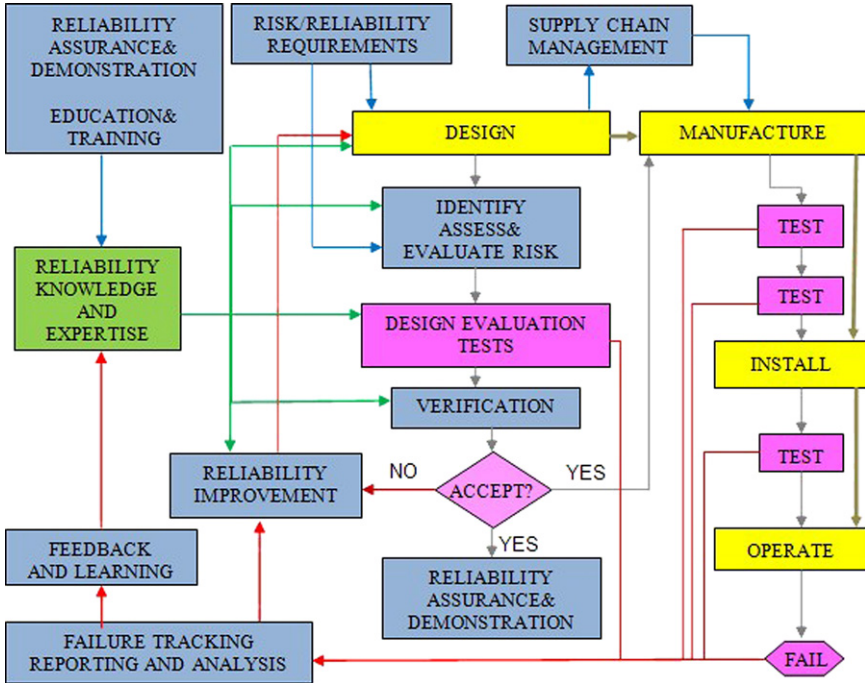 RELIABILITY
ASSURANCE&
DEMONSTRATION
EDUCATION&
TRAINING
RISK/RELIABILITY
REQUIREMENTS
SUPPLY CHAIN
MANAGEMENT
DESIGN
MANUFACTURE
IDENTIFY
ASSESS&
EVALUATE RISK
TEST
RELIABILITY
KNOWLEDGE
AND
EXPERTISE
TEST
DESIGN EVALUATION
TESTS
INSTALL
VERIFICATION
TEST
RELIABILITY
IMPROVEMENT
NO
ACCEPT?
YES
YES
FEEDBACK
AND LEARNING
OPERATE
RELIABILITY
ASSURANCE&
DEMONSTRATION
FAILURE TRACKING
REPORTING AND ANALYSIS
FAIL